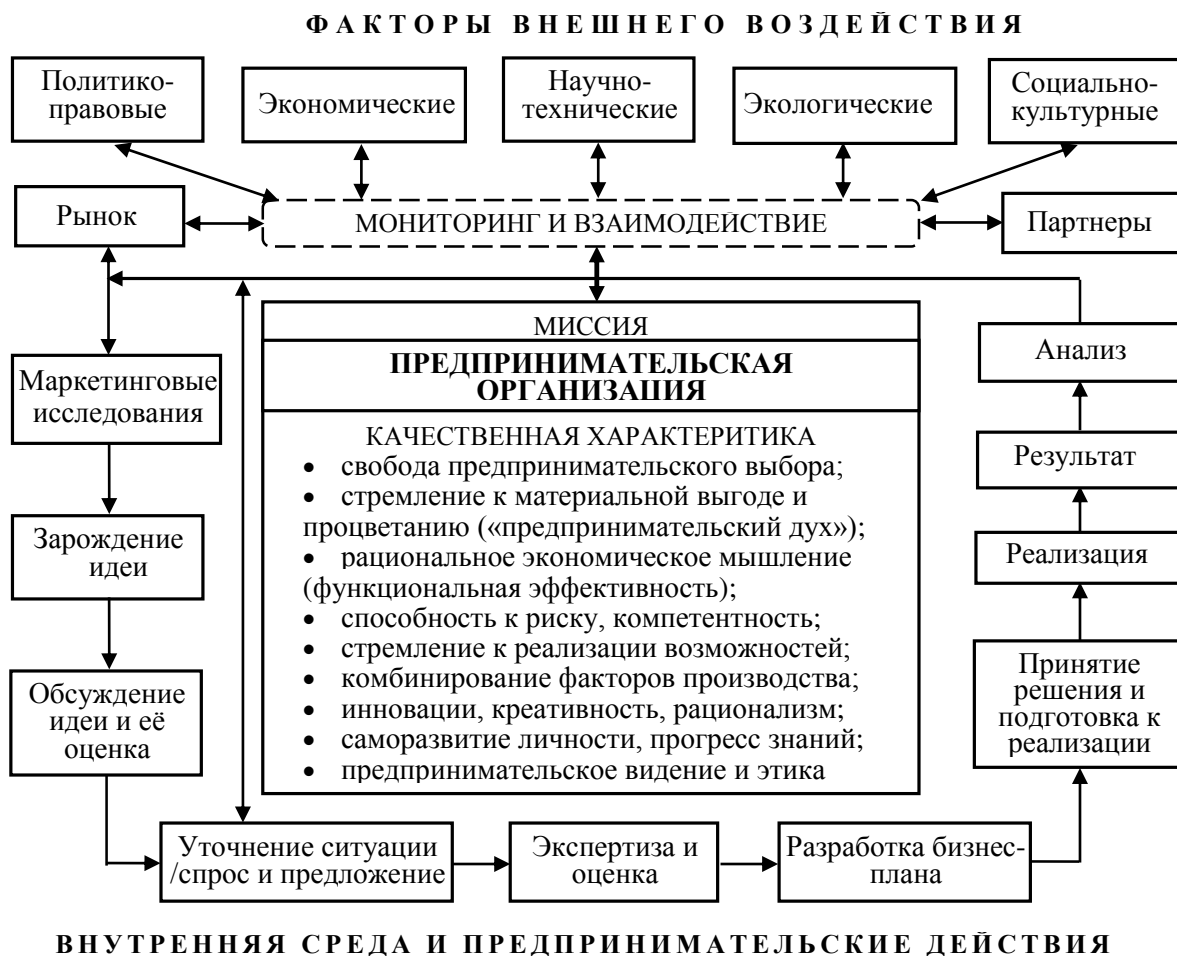 ФАКТОРЫ ВНЕШНЕГО ВОЗДЕЙСТВИЯ
Политико-
правовые
Экономические
Научно-
технические
Экологические
Социально-
культурные
Рынок
МОНИТОРИНГ И ВЗАИМОДЕЙСТВИЕ
Партнеры
МИССИЯ
ПРЕДПРИНИМАТЕЛЬСКАЯ
ОРГАНИЗАЦИЯ
КАЧЕСТВЕННАЯ ХАРАКТЕРИТИКА
• свобода предпринимательского выбора;
• стремление к материальной выгоде и
процветанию («предпринимательский дух»);
• рациональное экономическое мышление
(функциональная эффективность);
• способность к риску, компетентность;
• стремление к реализации возможностей;
• комбинирование факторов производства;
• инновации, креативность, рационализм;
• саморазвитие личности, прогресс знаний;
• предпринимательское видение и этика
Маркетинговые
исследования
Зарождение
идеи
Обсуждение
идеи и её
оценка
Уточнение ситуации
/спрос и предложение
Экспертиза и
оценка
Разработка бизнес-
плана
Принятие
решения и
подготовка к
реализации
Реализация
Результат
Анализ
ВНУТРЕННЯЯ СРЕДА И ПРЕДПРИНИМАТЕЛЬСКИЕ ДЕЙСТВИЯ